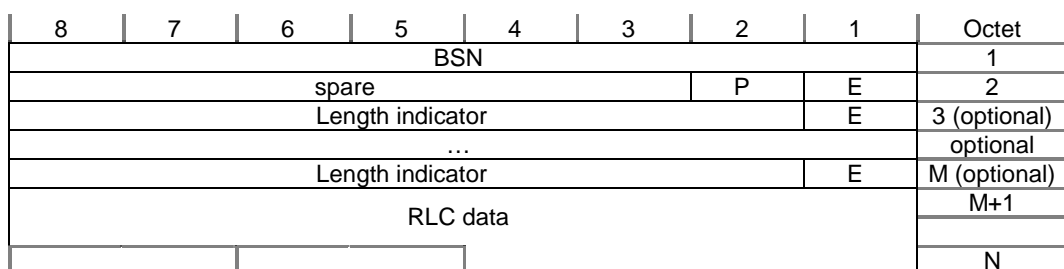 8 7 6 5 4 3 2 1 Octet
BSN 1
spare P E 2
Length indicator E 3 (optional)
… optional
Length indicator E M (optional)
RLC data M+1
N